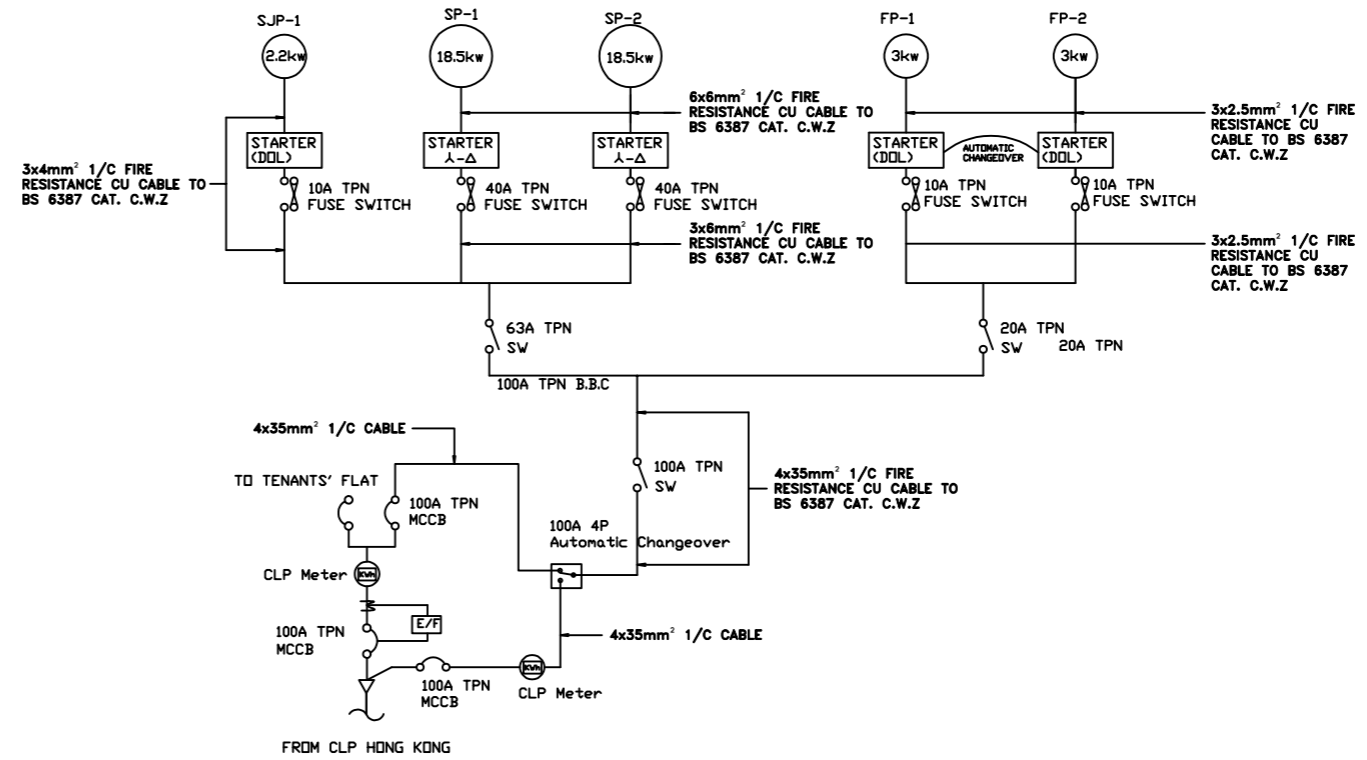 SJP-1
SP-1
SP-2
FP-1
FP-2
2.2kw
18.5kw
18.5kw
3kw
3kw
6x6mm² 1/C FIRE
RESISTANCE CU CABLE TO
BS 6387 CAT. C.W.Z
3x2.5mm² 1/C FIRE
RESISTANCE CU
CABLE TO BS 6387
CAT. C.W.Z
STARTER
(DOL)
STARTER
⅄-Δ
STARTER
⅄-Δ
STARTER
(DOL)
AUTOMATIC
CHANGEOVER
STARTER
(DOL)
3x4mm² 1/C FIRE
RESISTANCE CU CABLE TO
BS 6387 CAT. C.W.Z
10A TPN
FUSE SWITCH
40A TPN
FUSE SWITCH
40A TPN
FUSE SWITCH
10A TPN
FUSE SWITCH
10A TPN
FUSE SWITCH
3x6mm² 1/C FIRE
RESISTANCE CU CABLE TO
BS 6387 CAT. C.W.Z
3x2.5mm² 1/C FIRE
RESISTANCE CU
CABLE TO BS 6387
CAT. C.W.Z
63A TPN
SW
20A TPN
SW
20A TPN
100A TPN B.B.C
4x35mm² 1/C CABLE
100A TPN
SW
4x35mm² 1/C FIRE
RESISTANCE CU CABLE TO
BS 6387 CAT. C.W.Z
TO TENANTS' FLAT
100A TPN
MCCB
100A 4P
Automatic Changeover
CLP Meter
KWh
E/F
100A TPN
MCCB
4x35mm² 1/C CABLE
KWh
100A TPN
MCCB
CLP Meter
FROM CLP HONG KONG